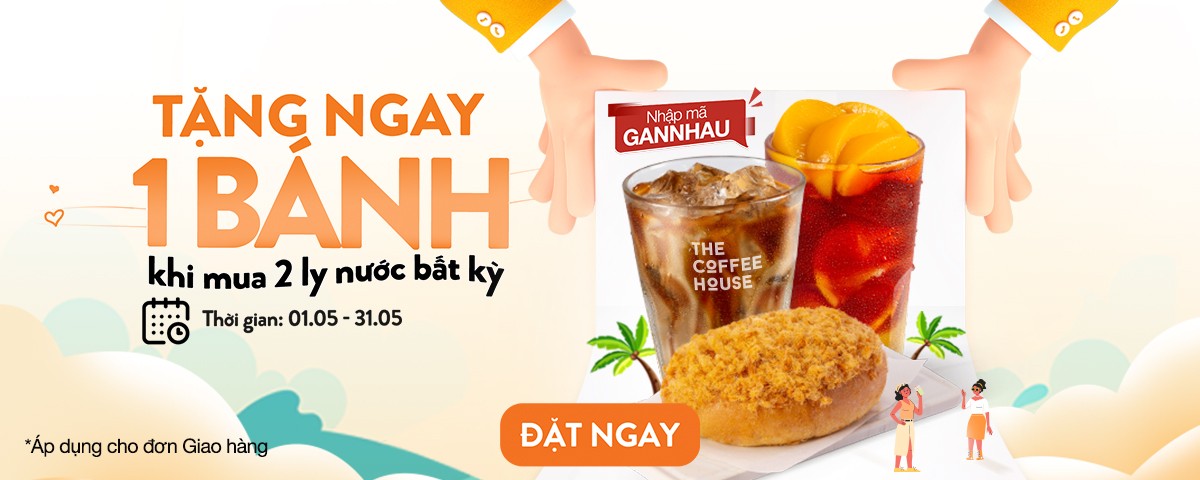 TẶNG NGAY
1 BÁNH
khi mua 2 ly nước bất kỳ
Thời gian: 01.05 - 31.05
*Áp dụng cho đơn Giao hàng
Nhập mã
GANNHAU
THE
COFFEE
HOUSE
ĐẶT NGAY